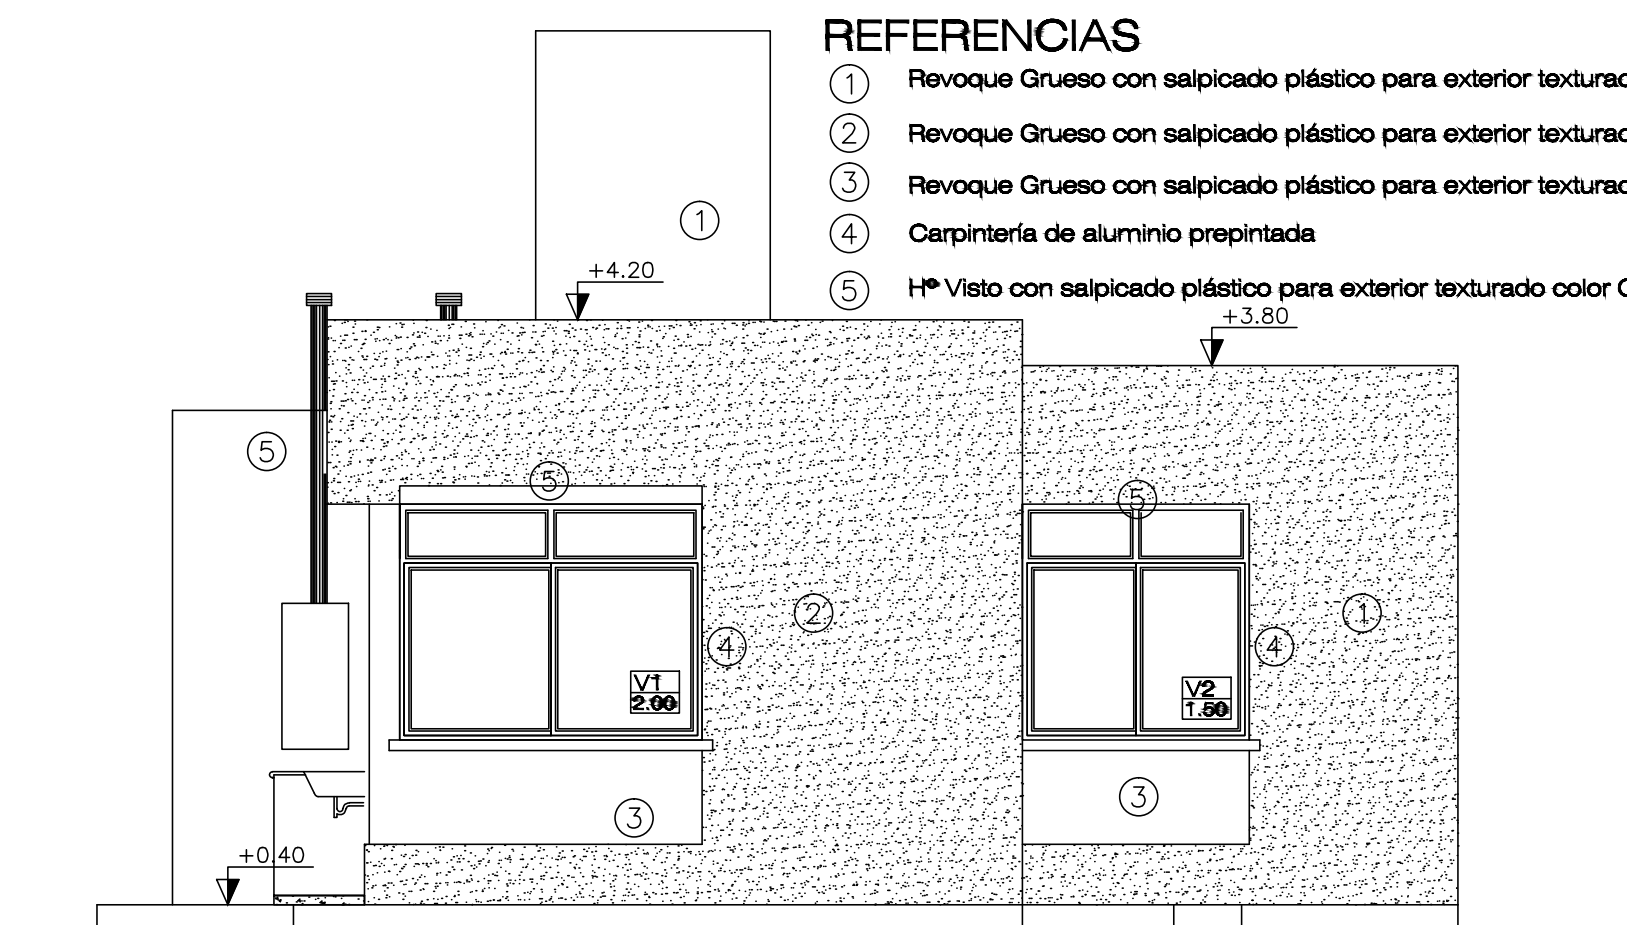 REFERENCIAS
1 Revoque Grueso con salpicado plástico para exterior
2 Revoque Grueso con salpicado plástico para exterior
3 Revoque Grueso con salpicado plástico para exterior
4 Carpintería de aluminio prepintada
5 Hº Visto con salpicado plástico para exterior texturado color
1
+4.20
+3.80
5
5
5
2
1
4
4
V1
2.00
V2
1.50
3
3
+0.40